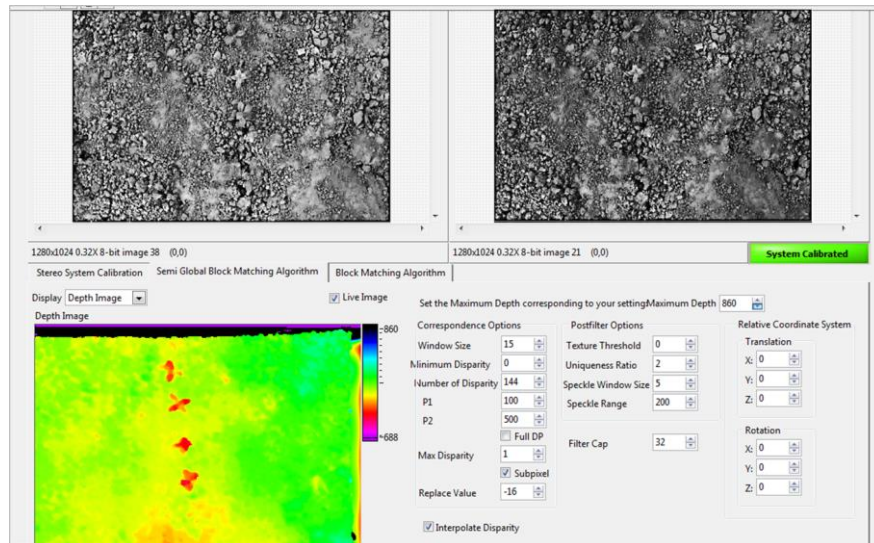 1280x1024 0.32X 8-bit image 38 (0,0)
1280x1024 0.32X 8-bit image 21 (0,0)
System Calibrated
Stereo System Calibration
Semi Global Block Matching Algorithm
Block Matching Algorithm
Display Depth Image
Live Image
Depth Image
860
688
Set the Maximum Depth corresponding to your settingMaximum Depth 860
Correspondence Options
Window Size 15
Minimum Disparity 0
Number of Disparity 144
P1 100
P2 500
Full DP
Max Disparity 1
Subpixel
Replace Value -16
Interpolate Disparity
Postfilter Options
Texture Threshold 0
Uniqueness Ratio 2
Speckle Window Size 5
Speckle Range 200
Filter Cap 32
Relative Coordinate System
Translation
X: 0
Y: 0
Z: 0
Rotation
X: 0
Y: 0
Z: 0